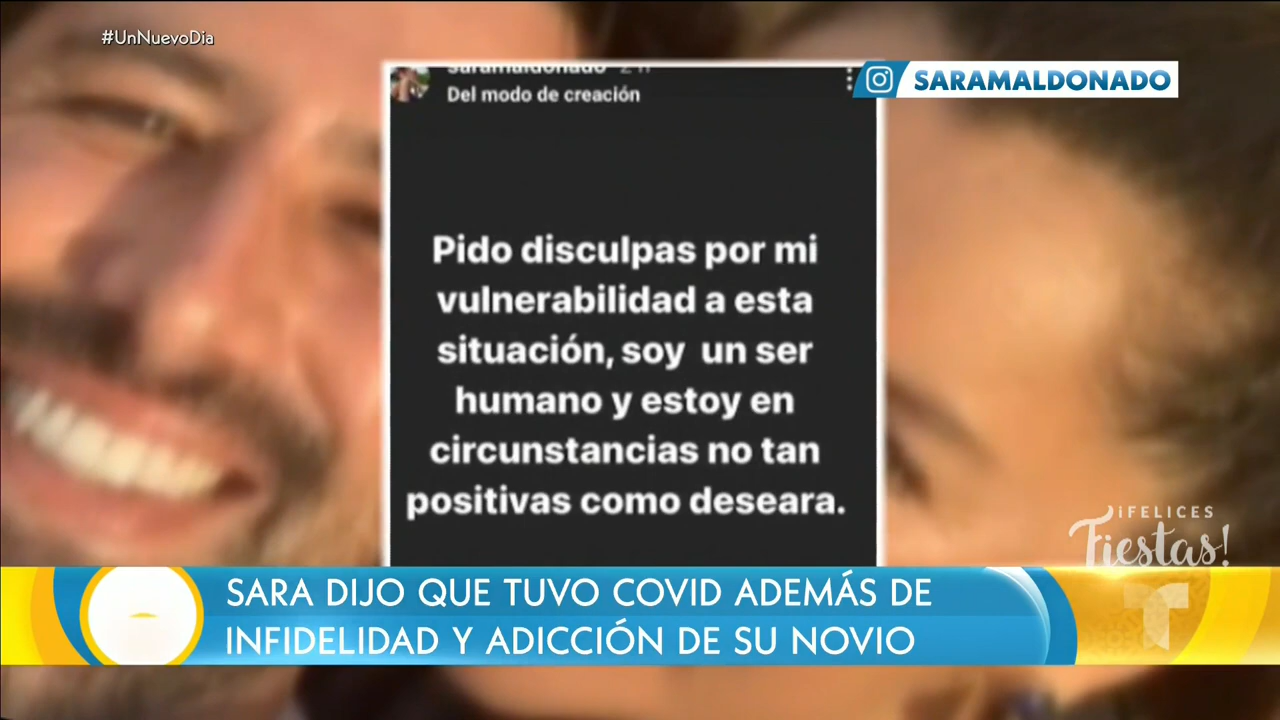 #UnNuevoDia
saramaldonado 2 h
Del modo de creación
SARAMALDONADO
Pido disculpas por mi
vulnerabilidad a esta
situación, soy un ser
humano y estoy en
circunstancias no tan
positivas como deseara.
¡FELICES
Fiestas!
SARA DIJO QUE TUVO COVID ADEMÁS DE
INFIDELIDAD Y ADICCIÓN DE SU NOVIO